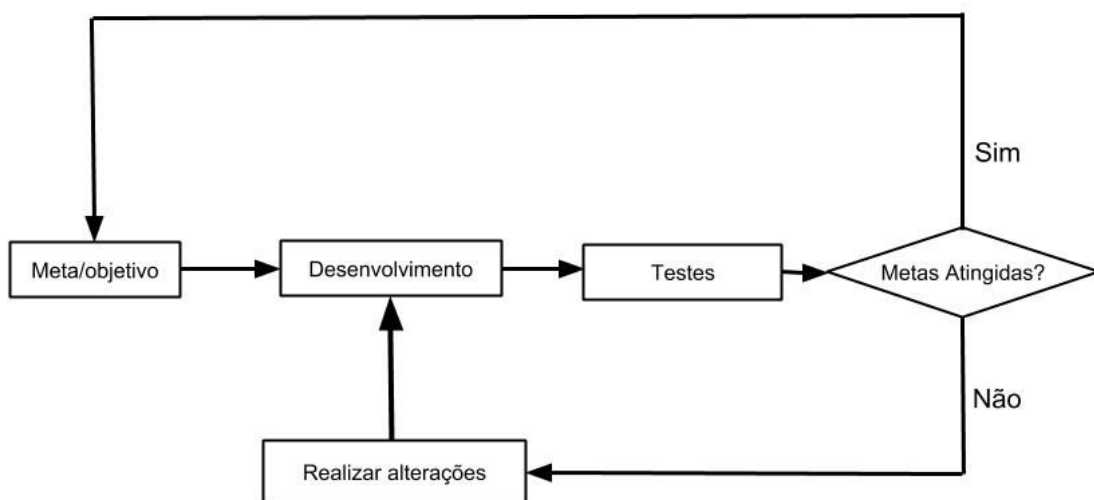 Sim
Meta/objetivo
Desenvolvimento
Testes
Metas Atingidas?
Não
Realizar alterações